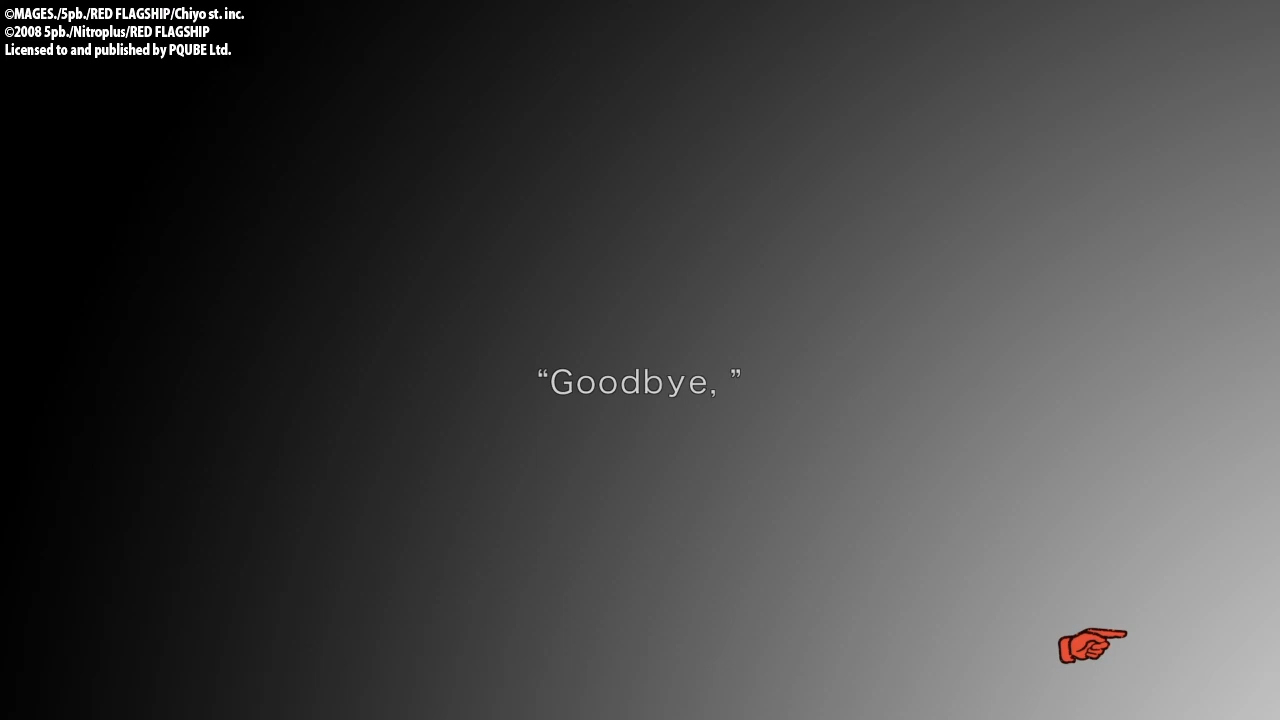 ©MAGES./5pb./RED FLAGSHIP/Chiyo st. inc.
©2008 5pb./Nitroplus/RED FLAGSHIP
Licensed to and published by PQUBE Ltd.
“Goodbye, ”